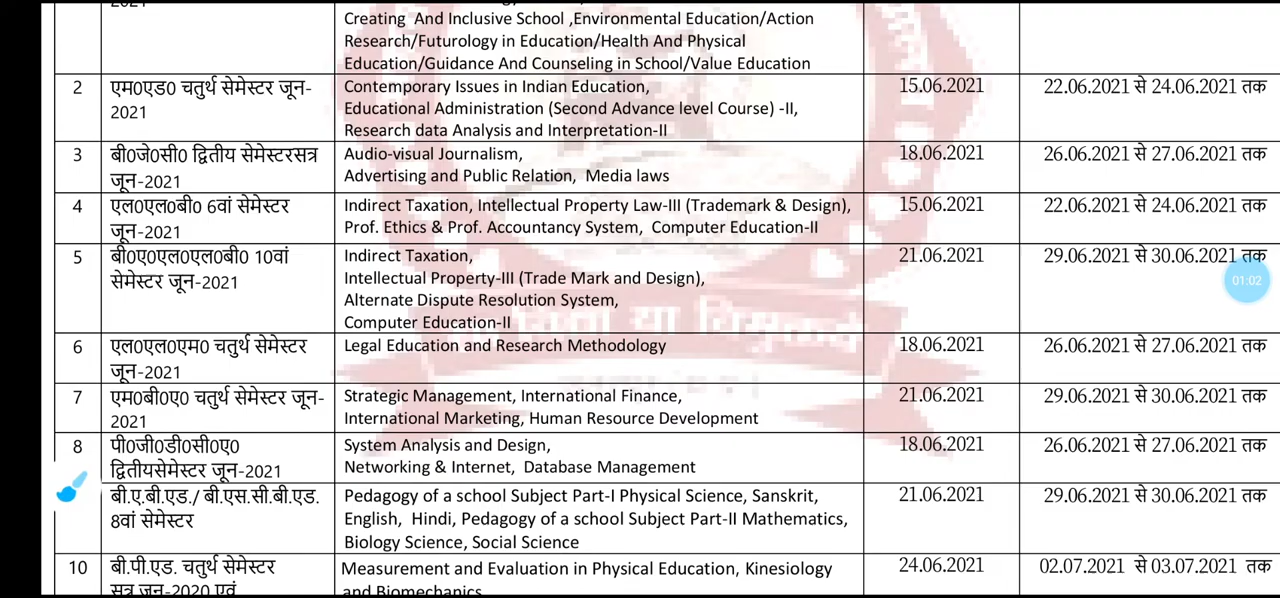 2021
Creating And Inclusive School ,Environmental Education/Action
Research/Futurology in Education/Health And Physical
Education/Guidance And Counseling in School/Value Education
2 एम0एड0 चतुर्थ सेमेस्टर जून- Contemporary Issues in Indian Education, 15.06.2021 22.06.2021 से 24.06.2021 तक
2021 Educational Administration (Second Advance level Course) -II,
Research data Analysis and Interpretation-II
3 बी0जे0सी0 द्वितीय सेमेस्टरसत्र Audio-visual Journalism, 18.06.2021 26.06.2021 से 27.06.2021 तक
जून-2021 Advertising and Public Relation, Media laws
4 एल0एल0बी0 6वां सेमेस्टर Indirect Taxation, Intellectual Property Law-III (Trademark & Design), 15.06.2021 22.06.2021 से 24.06.2021 तक
जून-2021 Prof. Ethics & Prof. Accountancy System, Computer Education-II
5 बी0ए0एल0एल0बी0 10वां Indirect Taxation, 21.06.2021 29.06.2021 से 30.06.2021 तक
सेमेस्टर जून-2021 Intellectual Property-III (Trade Mark and Design),
01:02
Alternate Dispute Resolution System,
Computer Education-II
6 एल0एल0एम0 चतुर्थ सेमेस्टर Legal Education and Research Methodology 18.06.2021 26.06.2021 से 27.06.2021 तक
जून-2021
7 एम0बी0ए0 चतुर्थ सेमेस्टर जून- Strategic Management, International Finance, 21.06.2021 29.06.2021 से 30.06.2021 तक
2021 International Marketing, Human Resource Development
8 पी0जी0डी0सी0ए0 System Analysis and Design, 18.06.2021 26.06.2021 से 27.06.2021 तक
द्वितीयसेमेस्टर जून-2021 Networking & Internet, Database Management
बी.ए.बी.एड./ बी.एस.सी.बी.एड. Pedagogy of a school Subject Part-I Physical Science, Sanskrit, 21.06.2021 29.06.2021 से 30.06.2021 तक
8वां सेमेस्टर English, Hindi, Pedagogy of a school Subject Part-II Mathematics,
Biology Science, Social Science
10 बी.पी.एड. चतुर्थ सेमेस्टर Measurement and Evaluation in Physical Education, Kinesiology 24.06.2021 02.07.2021 से 03.07.2021 तक
सत्र जून-2020 एवं and Biomechanics